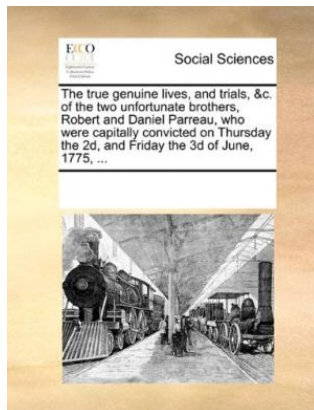 ECCO
Social Sciences
The true genuine lives, and trials, &c.
of the two unfortunate brothers,
Robert and Daniel Parreau, who
were capitally convicted on Thursday
the 2d, and Friday the 3d of June,
1775, ...